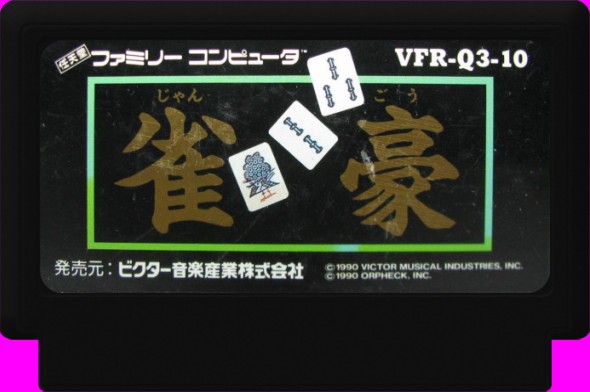 任天堂 ファミリーコンピュータ™ VFR-Q3-10
じゃん ごう
雀豪
発売元:ビクター音楽産業株式会社
©1990 VICTOR MUSICAL INDUSTRIES, INC.
©1990 ORPHECK, INC.